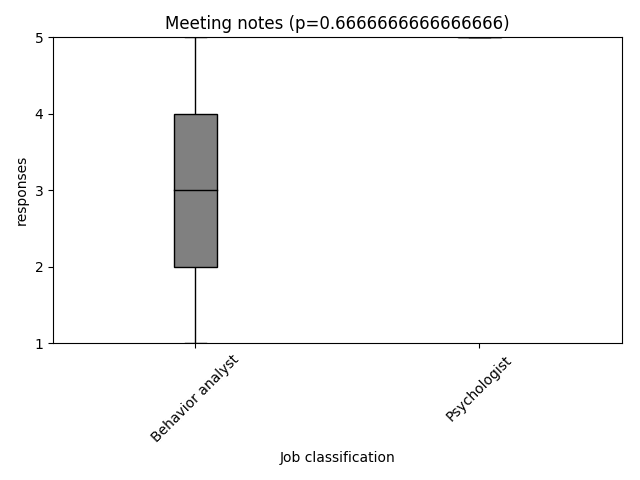 Meeting notes (p=0.6666666666666666)
5
4
3
2
1
responses
Behavior analyst
Psychologist
Job classification